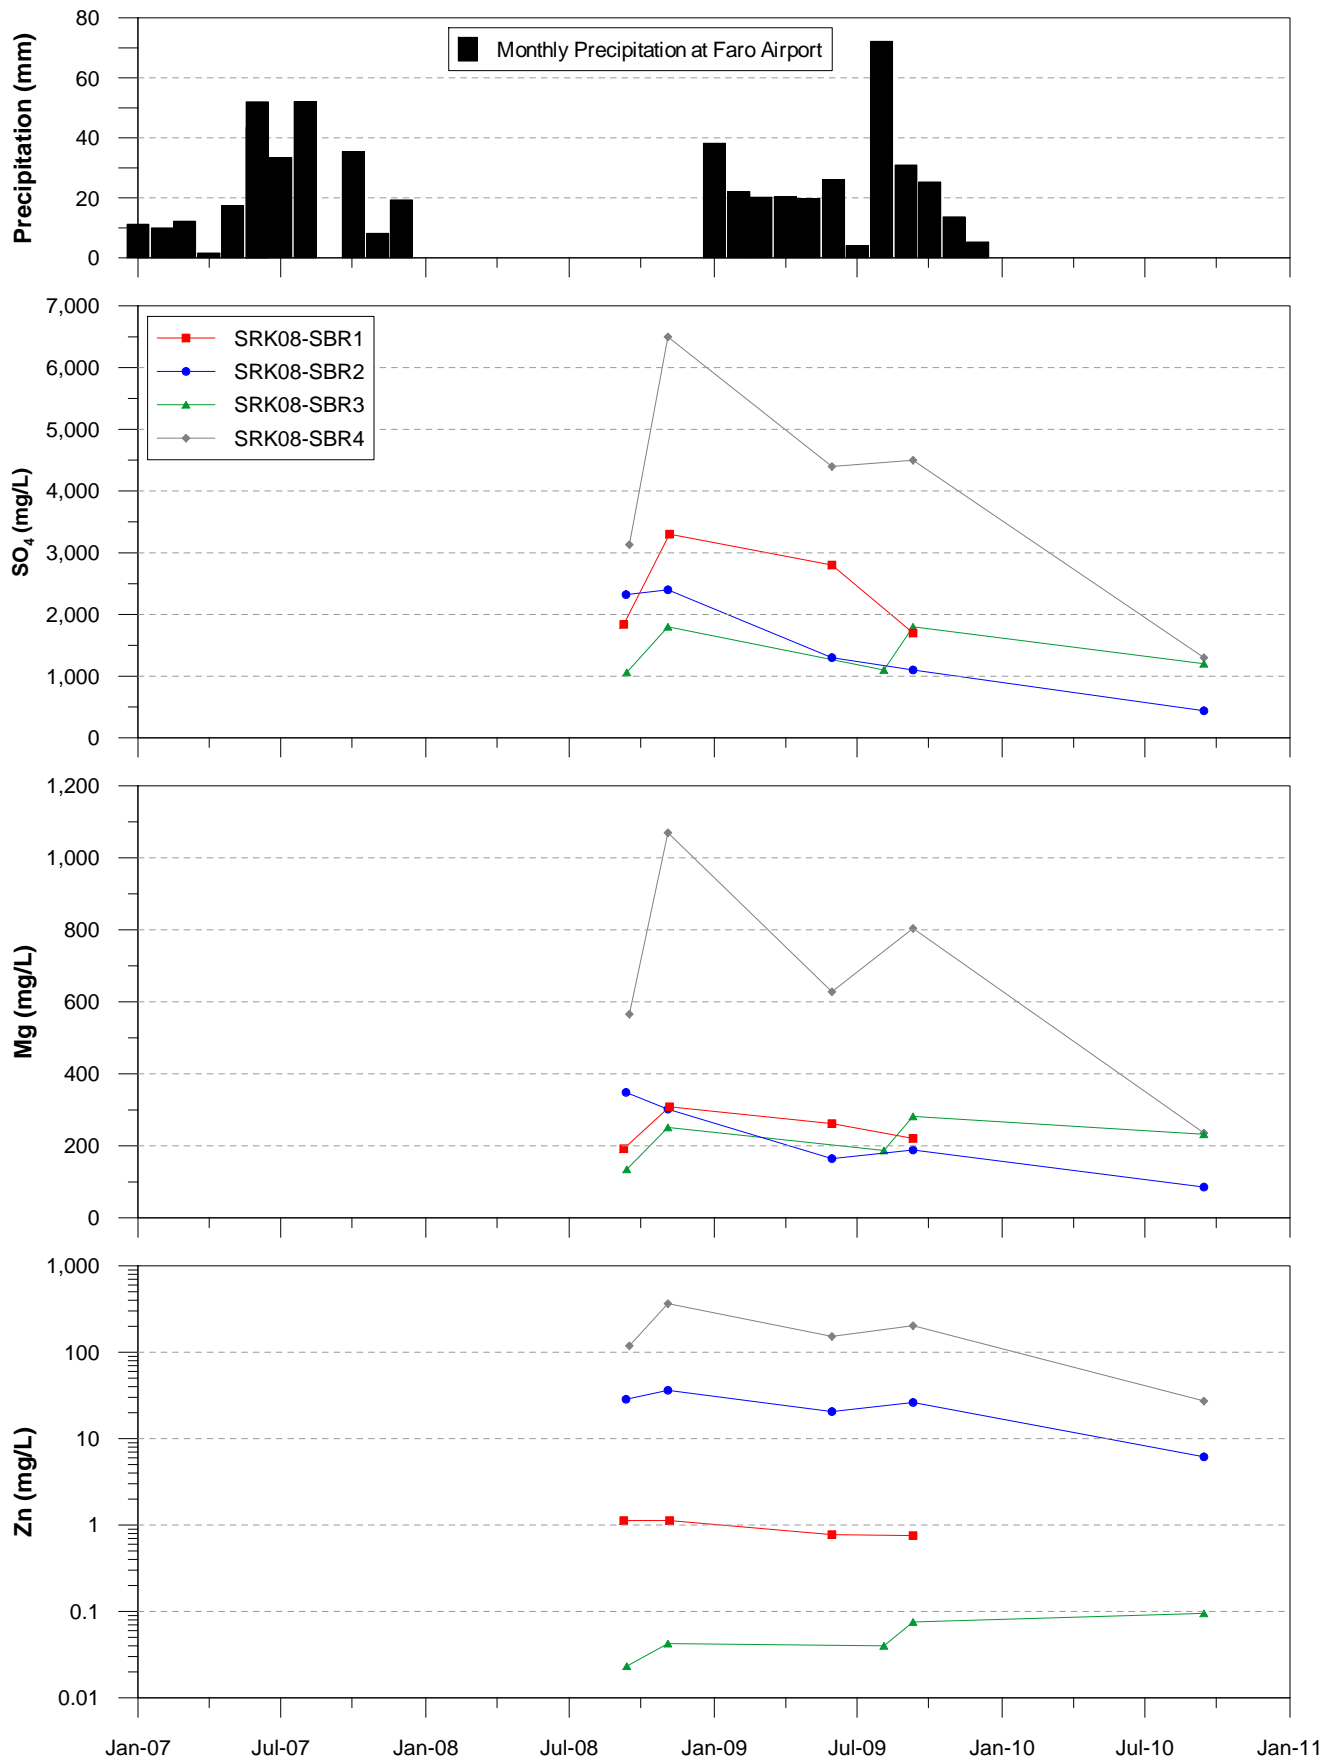 80
60
40
20
0
Precipitation (mm)
Monthly Precipitation at Faro Airport
7,000
6,000
5,000
4,000
3,000
2,000
1,000
0
SO₄ (mg/L)
SRK08-SBR1
SRK08-SBR2
SRK08-SBR3
SRK08-SBR4
1,200
1,000
800
600
400
200
0
Mg (mg/L)
1,000
100
10
1
0.1
0.01
Zn (mg/L)
Jan-07 Jul-07 Jan-08 Jul-08 Jan-09 Jul-09 Jan-10 Jul-10 Jan-11